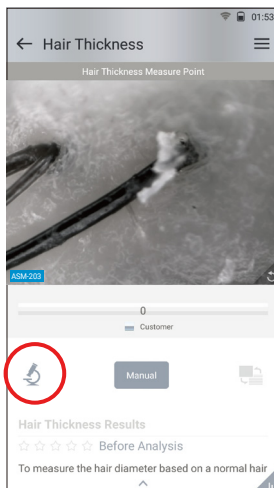 01:53
Hair Thickness
Hair Thickness Measure Point
ASM-203
0
Customer
Manual
Hair Thickness Results
Before Analysis
To measure the hair diameter based on a normal hair